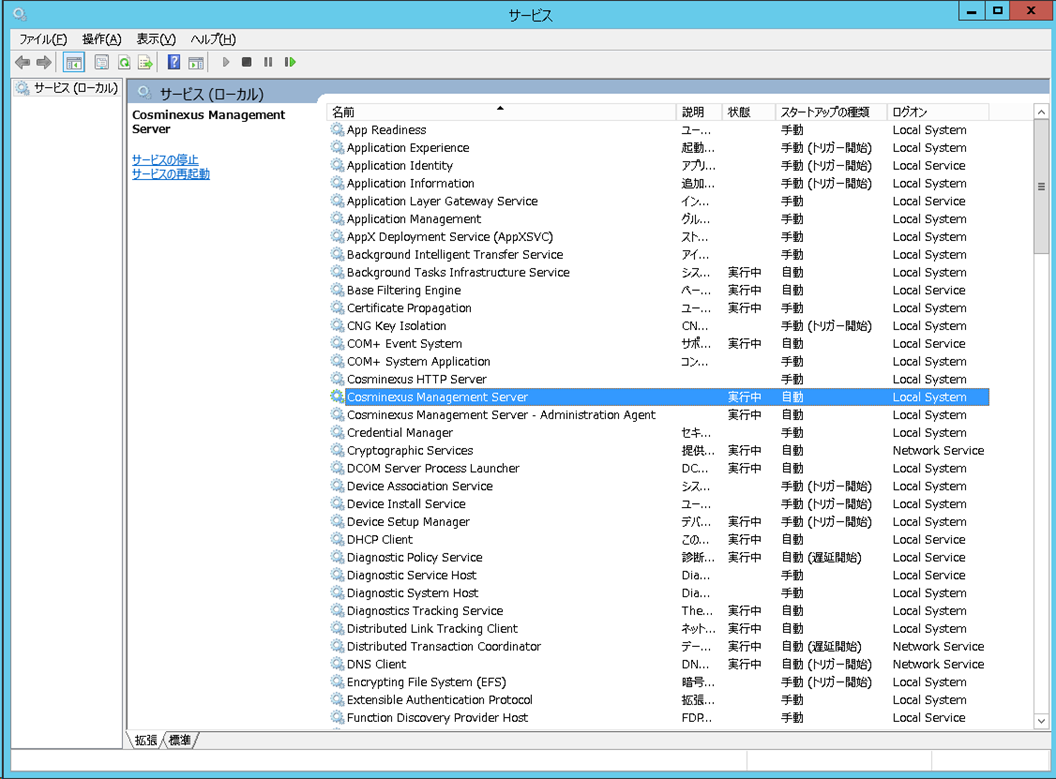 サービス
ファイル(F) 操作(A) 表示(V) ヘルプ(H)
サービス (ローカル)
サービス (ローカル)
Cosminexus Management
Server
サービスの停止
サービスの再起動
名前 説明 状態 スタートアップの種類 ログオン
App Readiness ユー... 手動 Local System
Application Experience 起動... 手動 (トリガー開始) Local System
Application Identity アプリ... 手動 (トリガー開始) Local Service
Application Information 追加... 手動 (トリガー開始) Local System
Application Layer Gateway Service イン... 手動 Local Service
Application Management グル... 手動 Local System
AppX Deployment Service (AppXSVC) スト... 手動 Local System
Background Intelligent Transfer Service アイ... 手動 Local System
Background Tasks Infrastructure Service シス... 実行中 自動 Local System
Base Filtering Engine ベー... 実行中 自動 Local Service
Certificate Propagation ユー... 実行中 手動 Local System
CNG Key Isolation CN... 手動 (トリガー開始) Local System
COM+ Event System サポ... 実行中 自動 Local Service
COM+ System Application コン... 手動 Local System
Cosminexus HTTP Server 手動 Local System
Cosminexus Management Server 実行中 自動 Local System
Cosminexus Management Server - Administration Agent 実行中 自動 Local System
Credential Manager セキ... 手動 Local System
Cryptographic Services 提供... 実行中 自動 Network Service
DCOM Server Process Launcher DC... 実行中 自動 Local System
Device Association Service シス... 手動 (トリガー開始) Local System
Device Install Service ユー... 手動 (トリガー開始) Local System
Device Setup Manager デバ... 実行中 手動 (トリガー開始) Local System
DHCP Client この... 実行中 自動 Local Service
Diagnostic Policy Service 診断... 実行中 自動 (遅延開始) Local Service
Diagnostic Service Host Dia... 手動 Local Service
Diagnostic System Host Dia... 手動 Local System
Diagnostics Tracking Service The... 実行中 自動 Local System
Distributed Link Tracking Client ネット... 実行中 自動 Local System
Distributed Transaction Coordinator デー... 実行中 自動 (遅延開始) Network Service
DNS Client DN... 実行中 自動 (トリガー開始) Network Service
Encrypting File System (EFS) 暗号... 手動 (トリガー開始) Local System
Extensible Authentication Protocol 拡張... 手動 Local System
Function Discovery Provider Host FDP... 手動 Local Service
拡張 標準